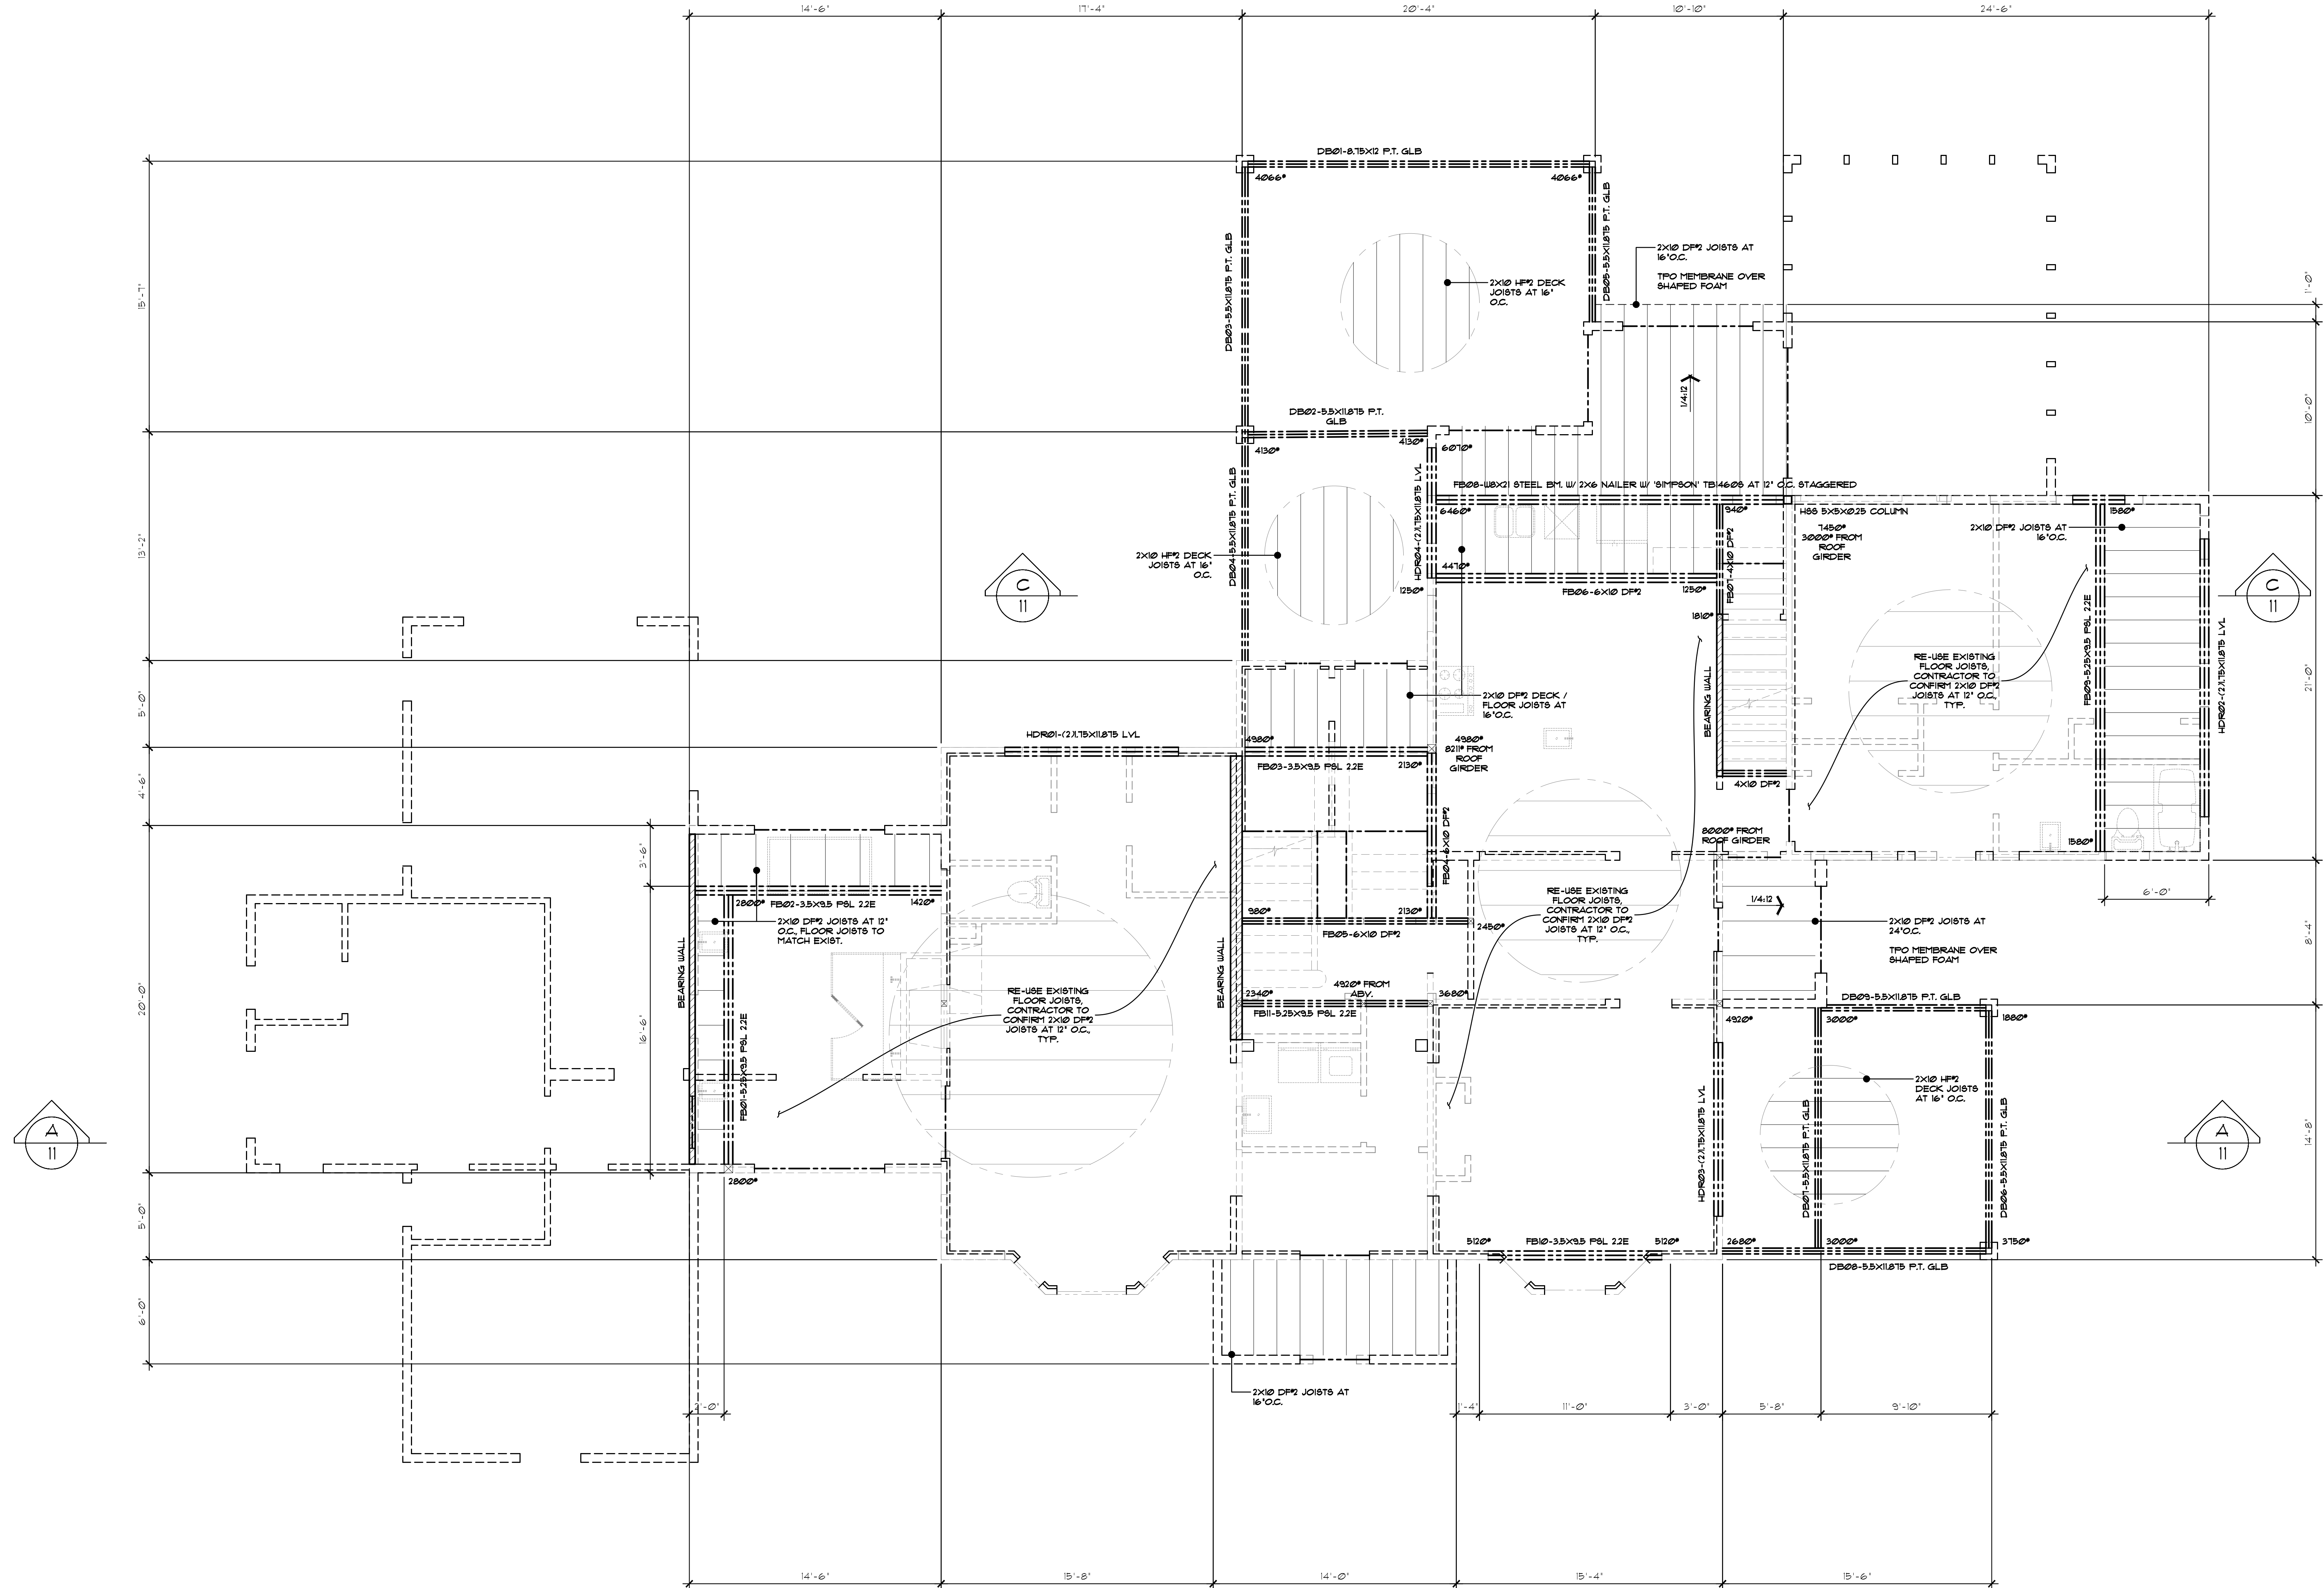 14'-6"
17'-4"
20'-4"
10'-10"
24'-6"
DB01-8.75X12 P.T. GLB
4066#
4066#
DB03-5.5X11.875 P.T. GLB
DB05-5.5X11.875 P.T. GLB
2X10 DF#2 JOISTS AT
16"O.C.
TPO MEMBRANE OVER
SHAPED FOAM
2X10 HF#2 DECK
JOISTS AT 16"
O.C.
15'-7"
1'-0"
10'-0"
1/4:12
DB02-5.5X11.875 P.T.
GLB
4130#
4130#
6070#
DB04-5.5X11.875 P.T. GLB
HDR04-(2)1.75X11.875 LVL
FB08-W8X21 STEEL BM. W/ 2X6 NAILER W/ 'SIMPSON' TB1460S AT 12" O.C. STAGGERED
6460#
940#
HSS 5X5X0.25 COLUMN
7450#
3000# FROM
ROOF
GIRDER
1580#
2X10 DF#2 JOISTS AT
16"O.C.
13'-2"
2X10 HF#2 DECK
JOISTS AT 16"
O.C.
4470#
1250#
FB06-6X10 DF#2
1250#
FB07-4X10 DF#2
1810#
C
11
C
11
FB09-5.25X9.5 PSL 2.2E
HDR02-(2)1.75X11.875 LVL
21'-0"
RE-USE EXISTING
FLOOR JOISTS,
CONTRACTOR TO
CONFIRM 2X10 DF#2
JOISTS AT 12" O.C.,
TYP.
BEARING WALL
5'-0"
2X10 DF#2 DECK /
FLOOR JOISTS AT
16"O.C.
HDR01-(2)1.75X11.875 LVL
4980#
4980#
8211# FROM
ROOF
GIRDER
FB03-3.5X9.5 PSL 2.2E
2130#
4'-6"
4X10 DF#2
FB04-6X10 DF#2
8000# FROM
ROOF GIRDER
1580#
3'-6"
6'-0"
2800#
FB02-3.5X9.5 PSL 2.2E
1420#
2X10 DF#2 JOISTS AT 12"
O.C., FLOOR JOISTS TO
MATCH EXIST.
980#
2130#
FB05-6X10 DF#2
2450#
RE-USE EXISTING
FLOOR JOISTS,
CONTRACTOR TO
CONFIRM 2X10 DF#2
JOISTS AT 12" O.C.,
TYP.
1/4:12
2X10 DF#2 JOISTS AT
24"O.C.
TPO MEMBRANE OVER
SHAPED FOAM
8'-4"
20'-0"
16'-6"
BEARING WALL
FB01-5.25X9.5 PSL 2.2E
RE-USE EXISTING
FLOOR JOISTS,
CONTRACTOR TO
CONFIRM 2X10 DF#2
JOISTS AT 12" O.C.,
TYP.
BEARING WALL
2340#
4920# FROM
ABV.
3680#
FB11-5.25X9.5 PSL 2.2E
DB09-5.5X11.875 P.T. GLB
4920#
3000#
1880#
2X10 HF#2
DECK JOISTS
AT 16" O.C.
HDR03-(2)1.75X11.875 LVL
DB07-5.5X11.875 P.T. GLB
DB06-5.5X11.875 P.T. GLB
14'-8"
A
11
A
11
2800#
5'-0"
5120#
FB10-3.5X9.5 PSL 2.2E
5120#
2680#
3000#
3750#
DB08-5.5X11.875 P.T. GLB
6'-0"
2X10 DF#2 JOISTS AT
16"O.C.
2'-0"
1'-4"
11'-0"
3'-0"
5'-8"
9'-10"
14'-6"
15'-8"
14'-0"
15'-4"
15'-6"